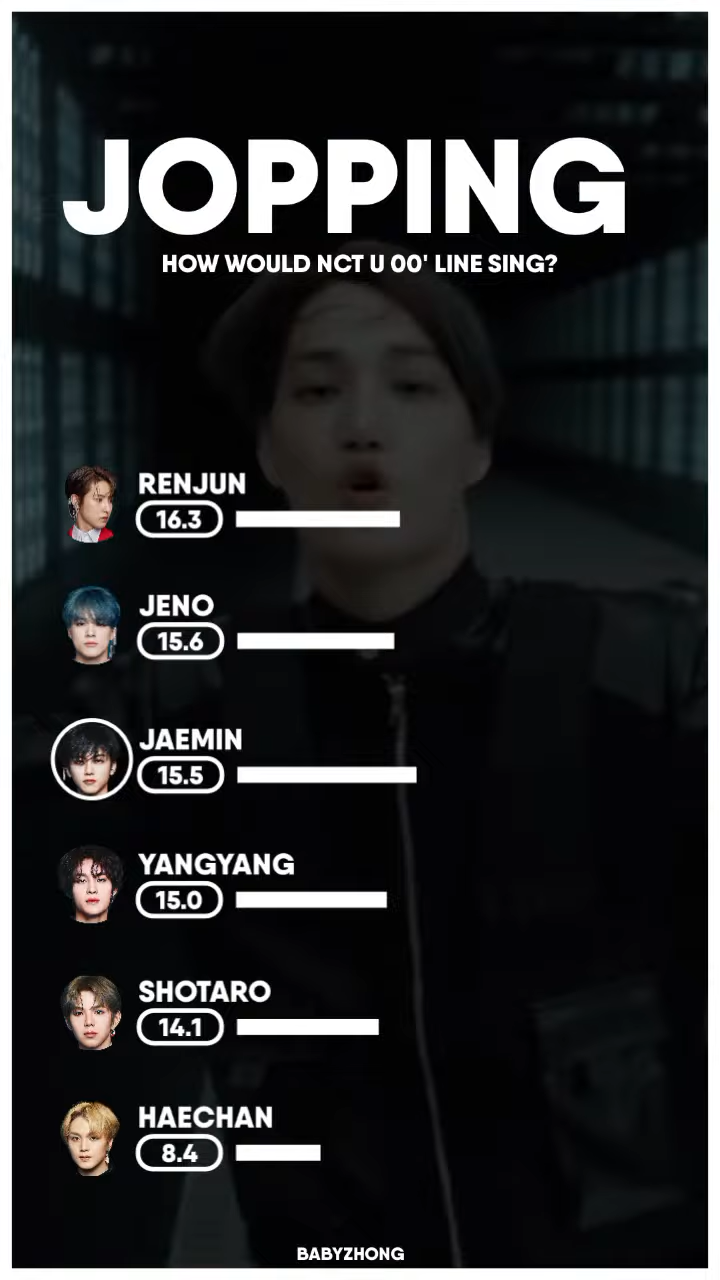 JOPPING
HOW WOULD NCT U 00' LINE SING?
RENJUN
16.3
JENO
15.6
JAEMIN
15.5
YANGYANG
15.0
SHOTARO
14.1
HAECHAN
8.4
BABYZHONG